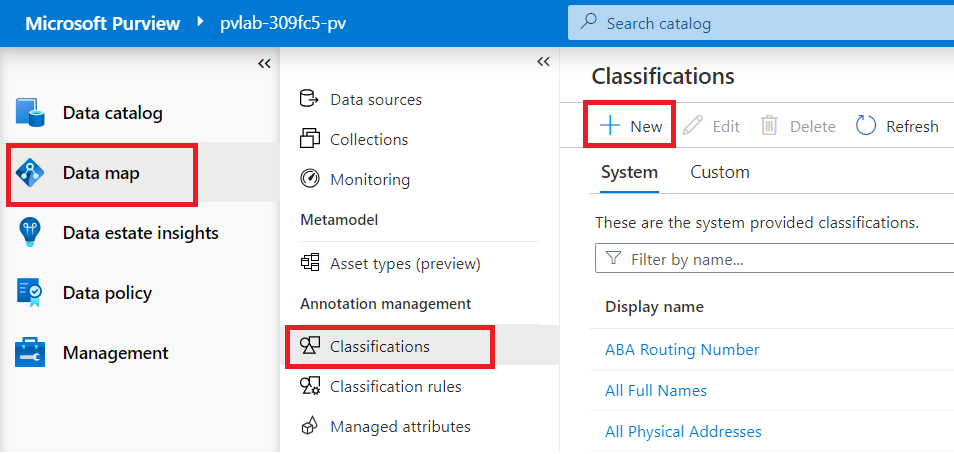 Microsoft Purview
pvlab-309fc5-pv
Search catalog
Data catalog
Data map
Data estate insights
Data policy
Management
Data sources
Collections
Monitoring
Metamodel
Asset types (preview)
Annotation management
Classifications
Classification rules
Managed attributes
Classifications
New
Edit
Delete
Refresh
System
Custom
These are the system provided classifications.
Filter by name...
Display name
ABA Routing Number
All Full Names
All Physical Addresses